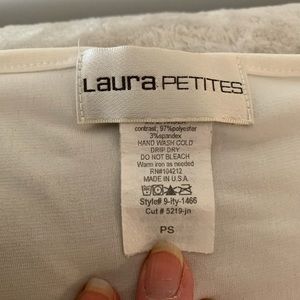 Laura PETITES
contrast; 97%polyester
3%spandex
HAND WASH COLD
DRIP DRY
DO NOT BLEACH
Warm iron as needed
RN#104212
MADE IN U.S.A
Style# 9-ity-1466
Cut # 5219-jn
PS